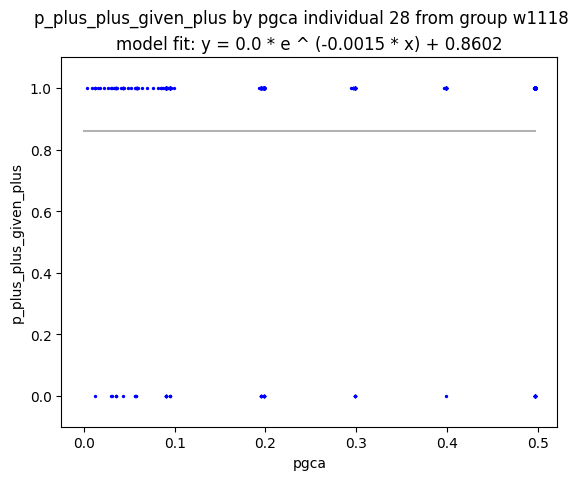 p_plus_plus_given_plus by pgca individual 28 from group w1118
model fit: y = 0.0 * e ^ (-0.0015 * x) + 0.8602
1.0
0.8
0.6
0.4
0.2
0.0
p_plus_plus_given_plus
0.0 0.1 0.2 0.3 0.4 0.5
pgca